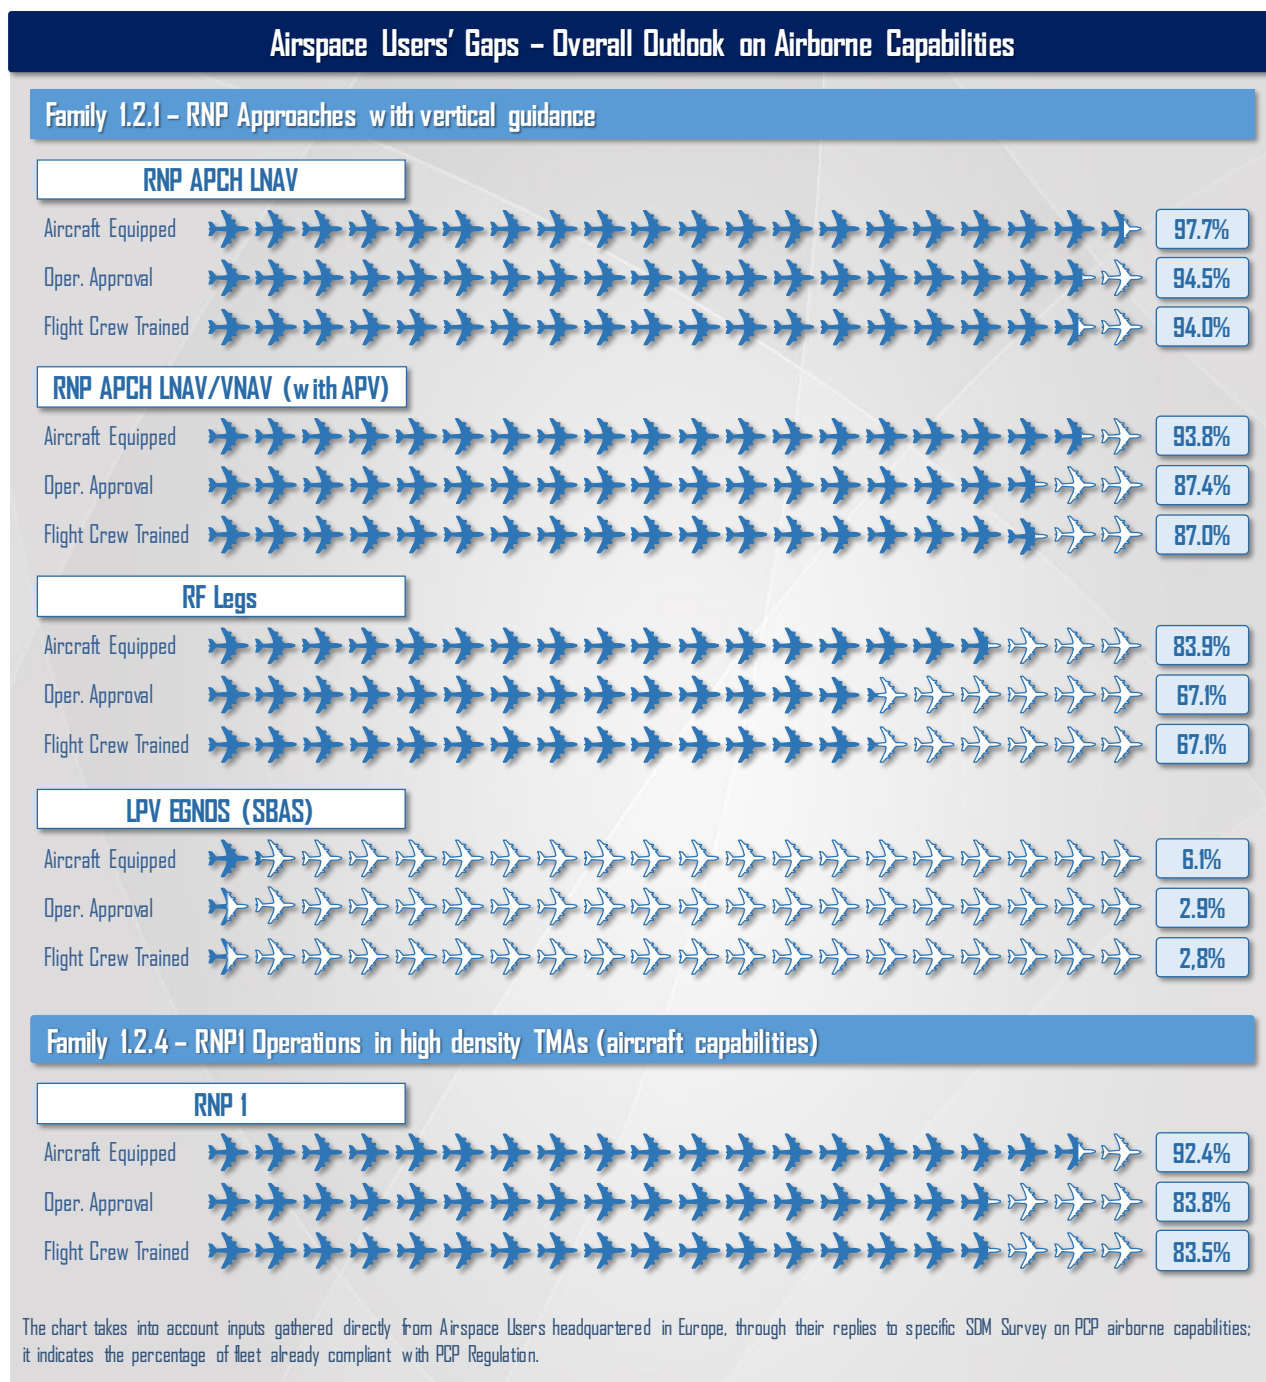 Airspace Users' Gaps – Overall Outlook on Airborne Capabilities
Family 1.2.1 – RNP Approaches with vertical guidance
RNP APCH LNAV
Aircraft Equipped 97.7%
Oper. Approval 94.5%
Flight Crew Trained 94.0%
RNP APCH LNAV/VNAV (with APV)
Aircraft Equipped 93.8%
Oper. Approval 87.4%
Flight Crew Trained 87.0%
RF Legs
Aircraft Equipped 83.9%
Oper. Approval 67.1%
Flight Crew Trained 67.1%
LPV EGNOS (SBAS)
Aircraft Equipped 6.1%
Oper. Approval 2.9%
Flight Crew Trained 2,8%
Family 1.2.4 – RNP1 Operations in high density TMAs (aircraft capabilities)
RNP 1
Aircraft Equipped 92.4%
Oper. Approval 83.8%
Flight Crew Trained 83.5%
The chart takes into account inputs gathered directly from Airspace Users headquartered in Europe, through their replies to specific SDM Survey on PCP airborne capabilities;
it indicates the percentage of fleet already compliant with PCP Regulation.